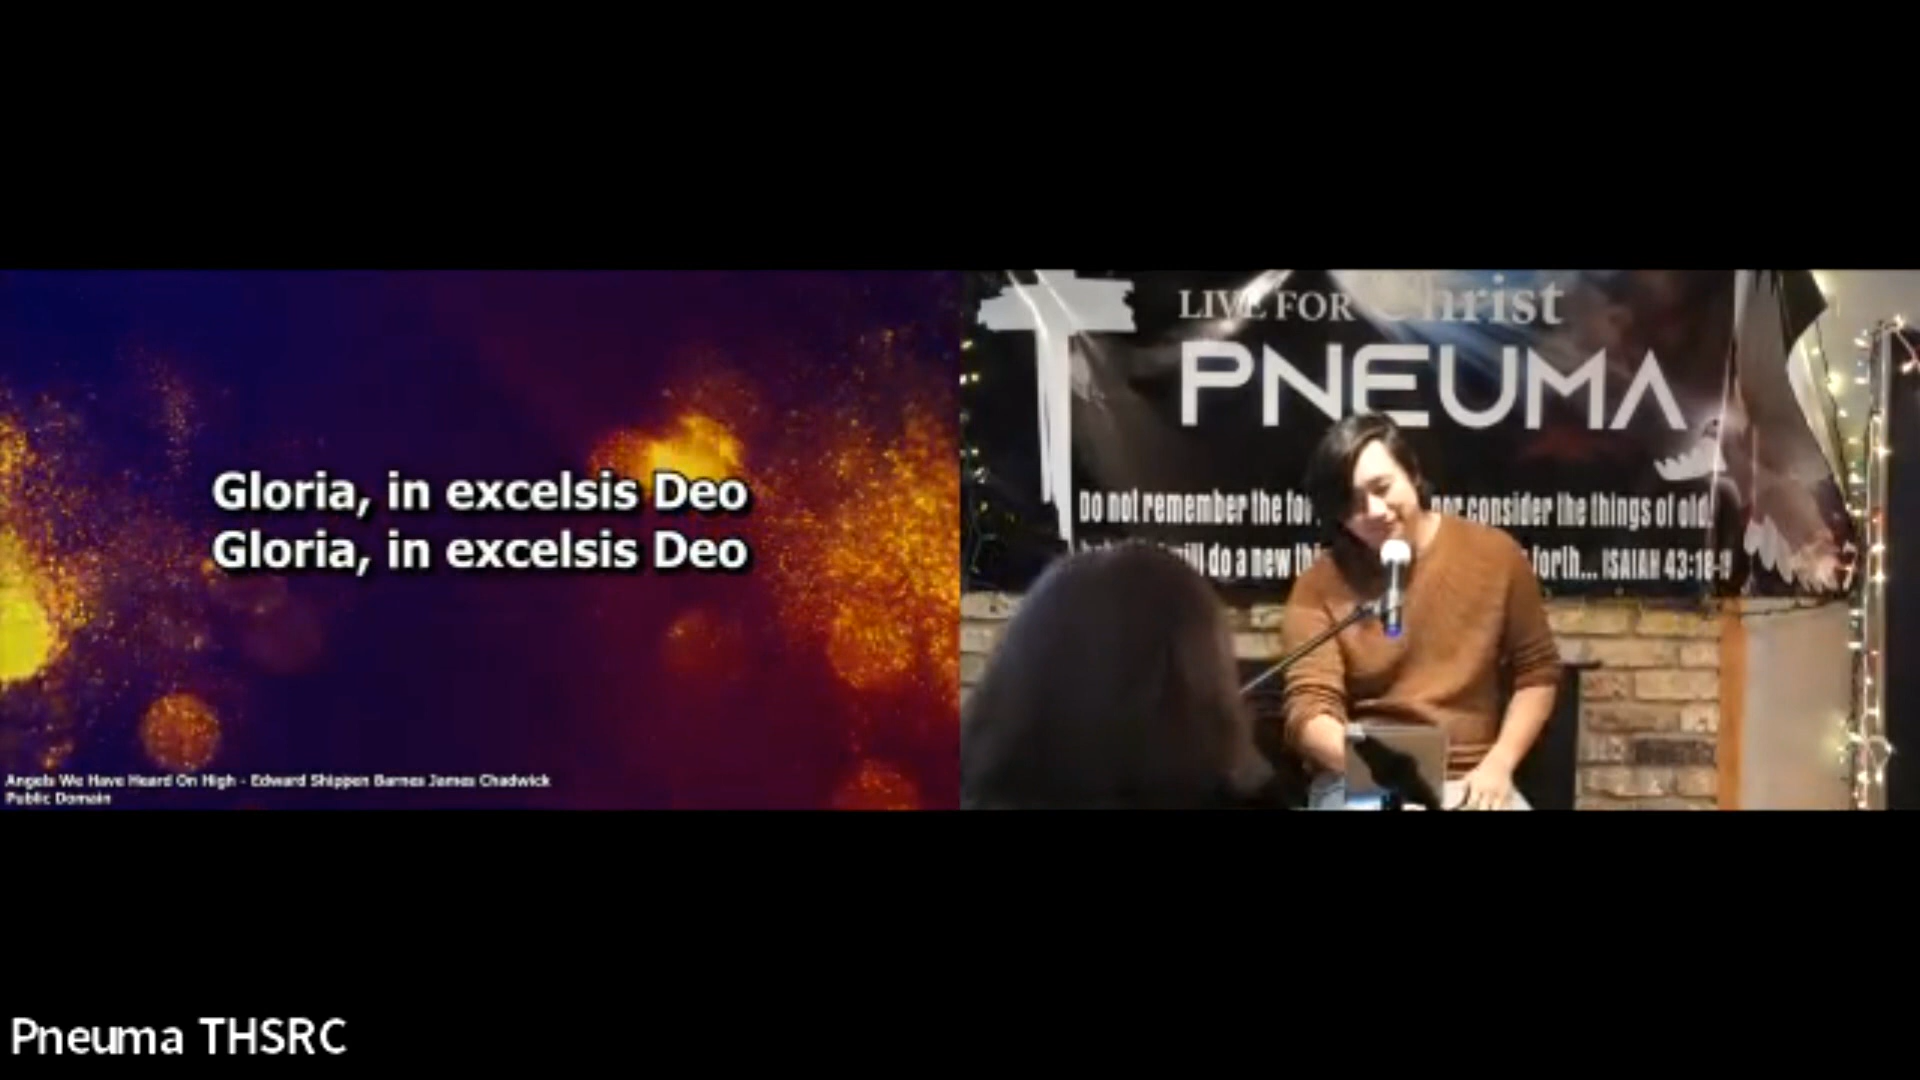 Gloria, in excelsis Deo
Gloria, in excelsis Deo
Angels We Have Heard On High - Edward Shippen Barnes James Chadwick
Public Domain
LIVE FOR Christ
PNEUMA
Do not remember the nor consider the things of old,
will do a new forth... ISAIAH 43:18-19
Pneuma THSRC